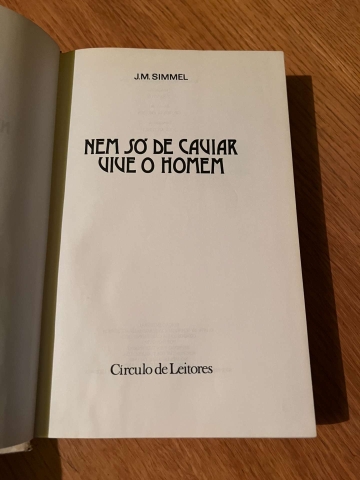 J.M. SIMMEL
NEM SÓ DE CAVIAR
VIVE O HOMEM
Círculo de Leitores